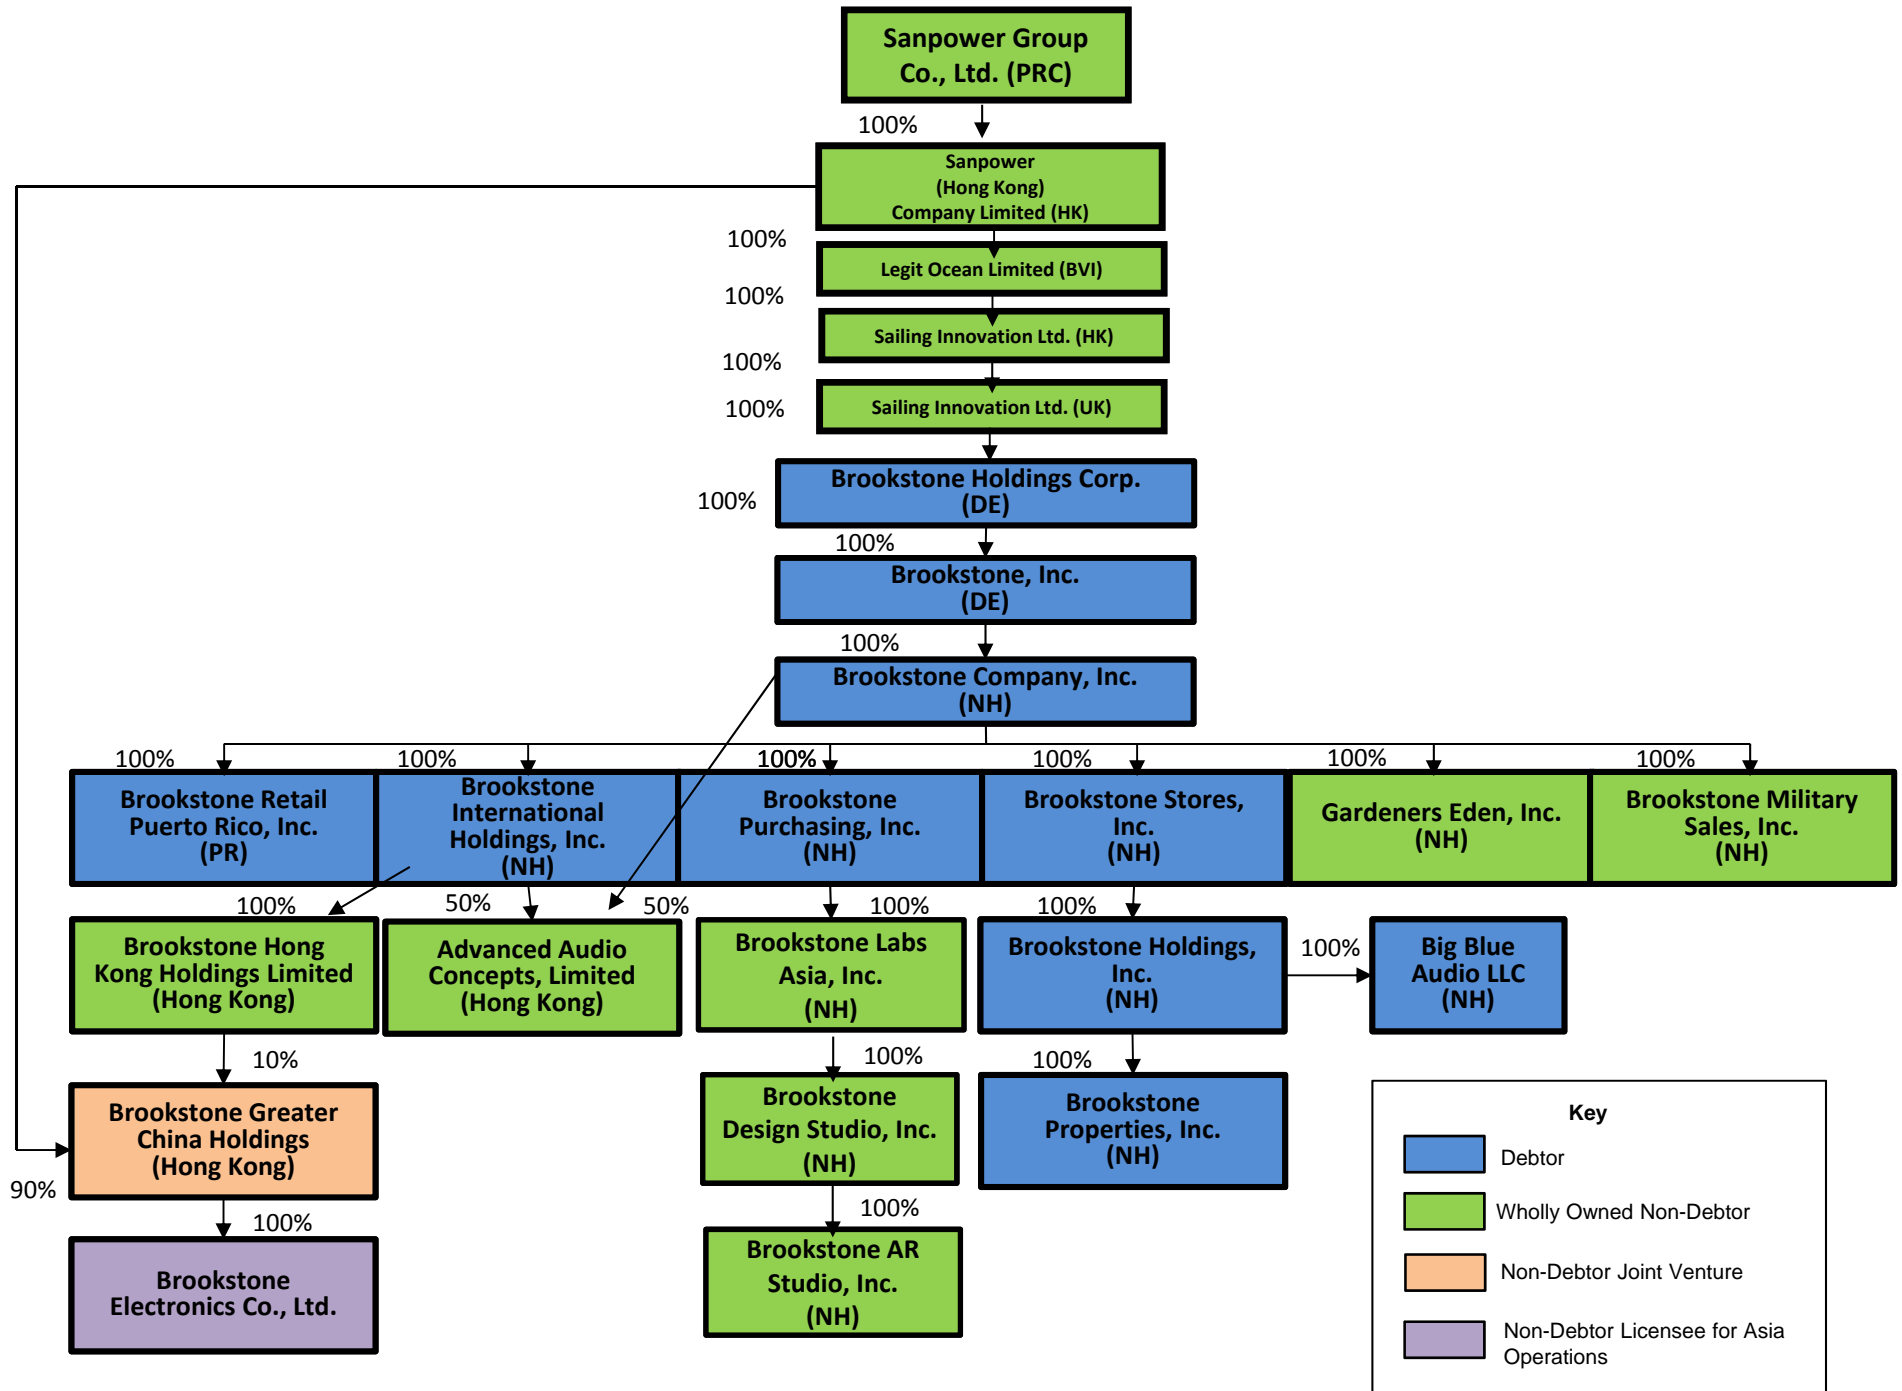 Sanpower Group
Co., Ltd. (PRC)
100%
Sanpower
(Hong Kong)
Company Limited (HK)
100%
Legit Ocean Limited (BVI)
100%
Sailing Innovation Ltd. (HK)
100%
100%
Sailing Innovation Ltd. (UK)
Brookstone Holdings Corp.
(DE)
100%
100%
Brookstone, Inc.
(DE)
100%
Brookstone Company, Inc.
(NH)
100%
100%
100%
100%
100%
100%
Brookstone Retail
Puerto Rico, Inc.
(PR)
Brookstone
International
Holdings, Inc.
(NH)
Brookstone
Purchasing, Inc.
(NH)
Brookstone Stores,
Inc.
(NH)
Gardeners Eden, Inc.
(NH)
Brookstone Military
Sales, Inc.
(NH)
100%
50%
50%
100%
100%
Brookstone Hong
Kong Holdings Limited
(Hong Kong)
Advanced Audio
Concepts, Limited
(Hong Kong)
Brookstone Labs
Asia, Inc.
(NH)
Brookstone Holdings,
Inc.
(NH)
100%
Big Blue
Audio LLC
(NH)
10%
100%
100%
Brookstone Greater
China Holdings
(Hong Kong)
90%
Brookstone
Design Studio, Inc.
(NH)
Brookstone
Properties, Inc.
(NH)
100%
100%
Brookstone
Electronics Co., Ltd.
Brookstone AR
Studio, Inc.
(NH)
Key
Debtor
Wholly Owned Non-Debtor
Non-Debtor Joint Venture
Non-Debtor Licensee for Asia
Operations